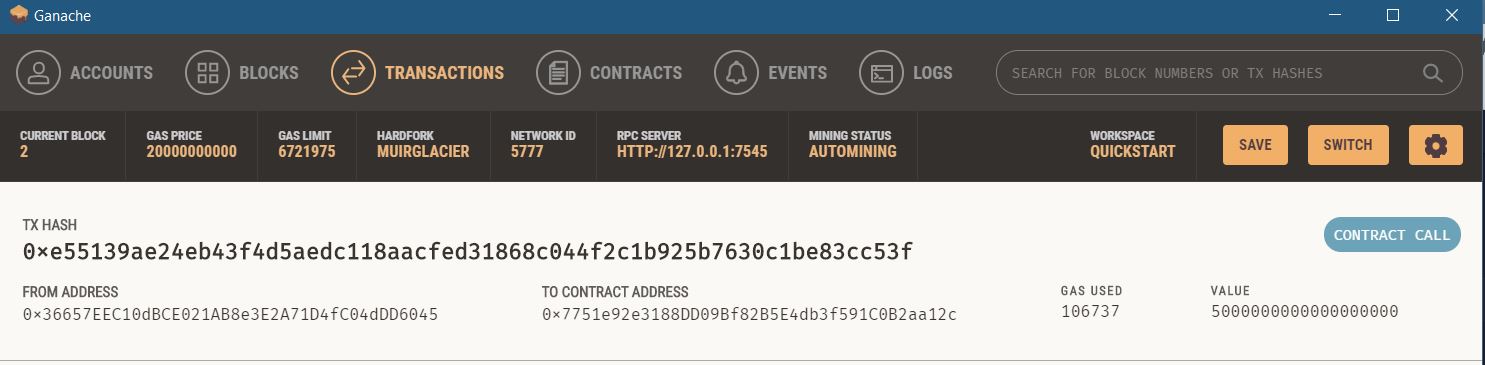 Ganache
ACCOUNTS BLOCKS TRANSACTIONS CONTRACTS EVENTS LOGS SEARCH FOR BLOCK NUMBERS OR TX HASHES
CURRENT BLOCK GAS PRICE GAS LIMIT HARDFORK NETWORK ID RPC SERVER MINING STATUS WORKSPACE
2 20000000000 6721975 MUIRGLACIER 5777 HTTP://127.0.0.1:7545 AUTOMINING QUICKSTART SAVE SWITCH
TX HASH
0×e55139ae24eb43f4d5aedc118aacfed31868c044f2c1b925b7630c1be83cc53f CONTRACT CALL
FROM ADDRESS TO CONTRACT ADDRESS GAS USED VALUE
0×36657EEC10dBCE021AB8e3E2A71D4fC04dDD6045 0×7751e92e3188DD09Bf82B5E4db3f591C0B2aa12c 106737 5000000000000000000